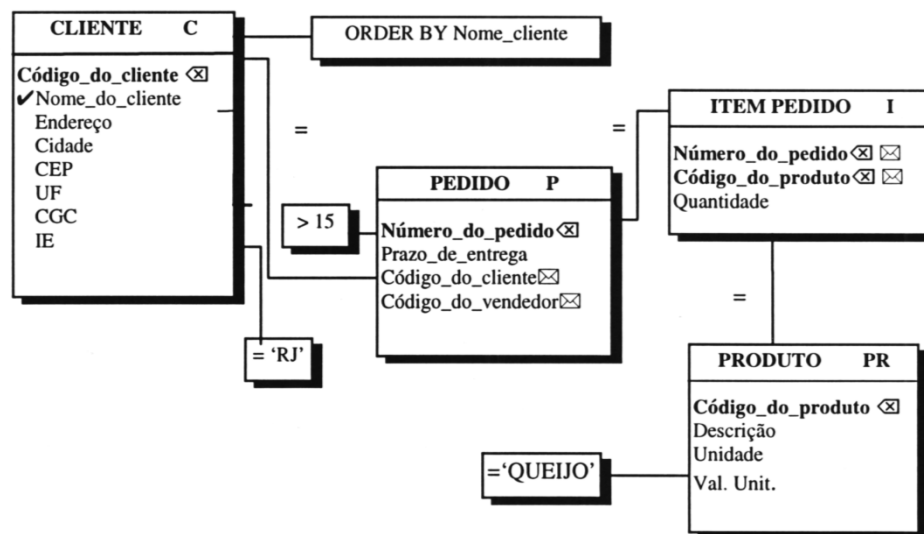 CLIENTE C
Código_do_cliente
✔Nome_do_cliente
Endereço
Cidade
CEP
UF
CGC
IE
ORDER BY Nome_cliente
=
=
ITEM PEDIDO I
Número_do_pedido
Código_do_produto
Quantidade
PEDIDO P
Número_do_pedido
Prazo_de_entrega
Código_do_cliente
Código_do_vendedor
> 15
= ‘RJ’
=
PRODUTO PR
Código_do_produto
Descrição
Unidade
Val. Unit.
=‘QUEIJO’